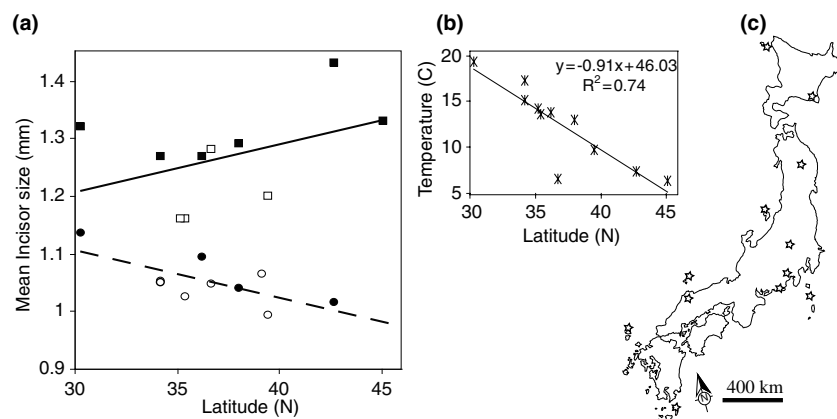 (a)
1.4
1.3
1.2
1.1
1
0.9
Mean Incisor size (mm)
30 35 40 45
Latitude (N)
(b)
20
15
10
5
Temperature (C)
y=-0.91x+46.03
R²=0.74
30 35 40 45
Latitude (N)
(c)
N
400 km